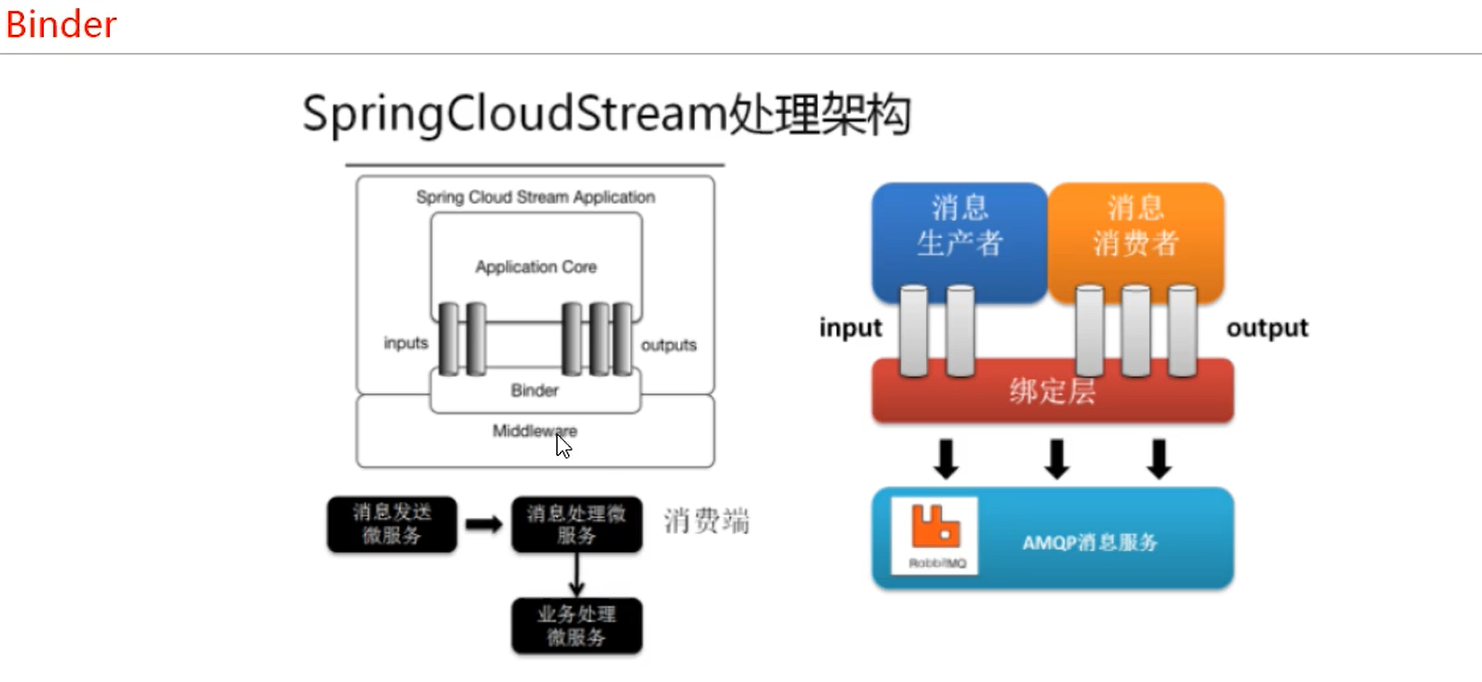 Binder
SpringCloudStream处理架构
Spring Cloud Stream Application
Application Core
inputs
outputs
Binder
Middleware
消息发送
微服务
消息处理微
服务
消费端
业务处理
微服务
消息
生产者
消息
消费者
input
output
绑定层
RabbitMQ
AMQP消息服务